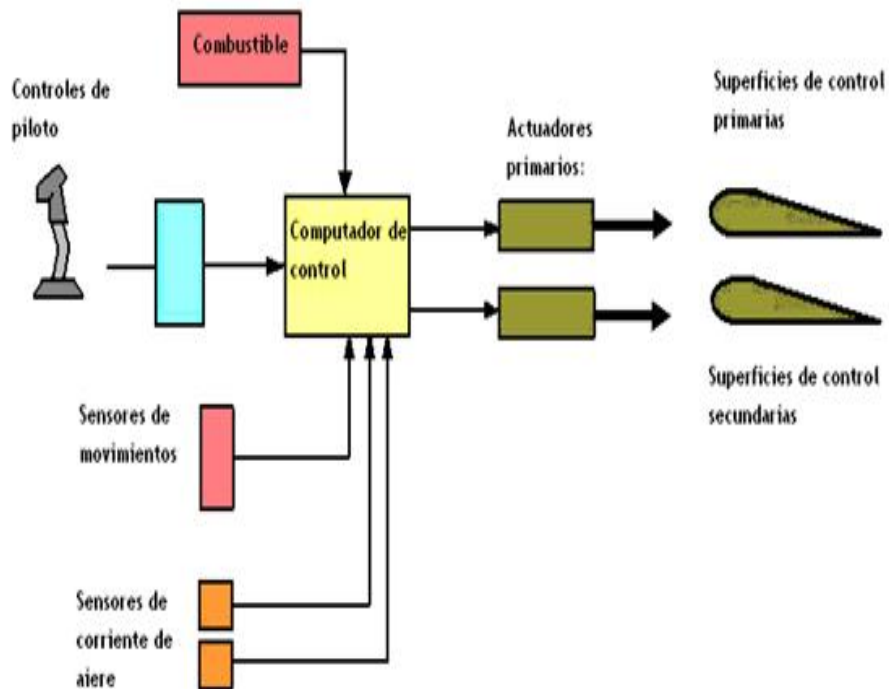 Combustible
Controles de
piloto
Superficies de control
primarias
Actuadores
primarios:
Computador de
control
Superficies de control
secundarias
Sensores de
movimientos
Sensores de
corriente de
aiere